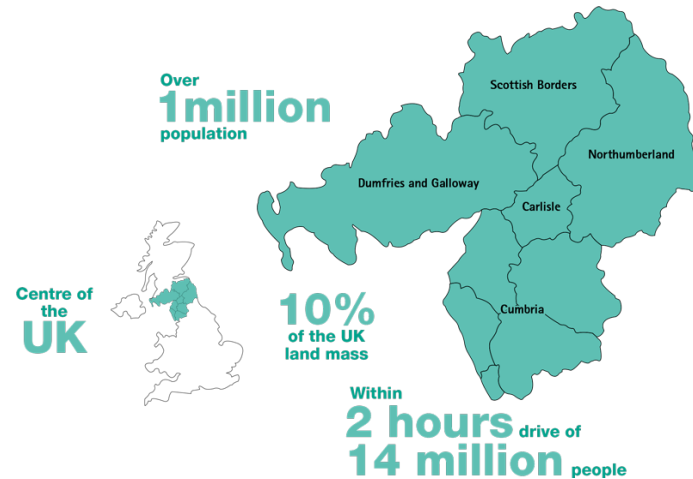 Over
1million
population
Scottish Borders
Northumberland
Dumfries and Galloway
Carlisle
Centre of
the
UK
10%
of the UK
land mass
Cumbria
Within
2 hours drive of
14 million people